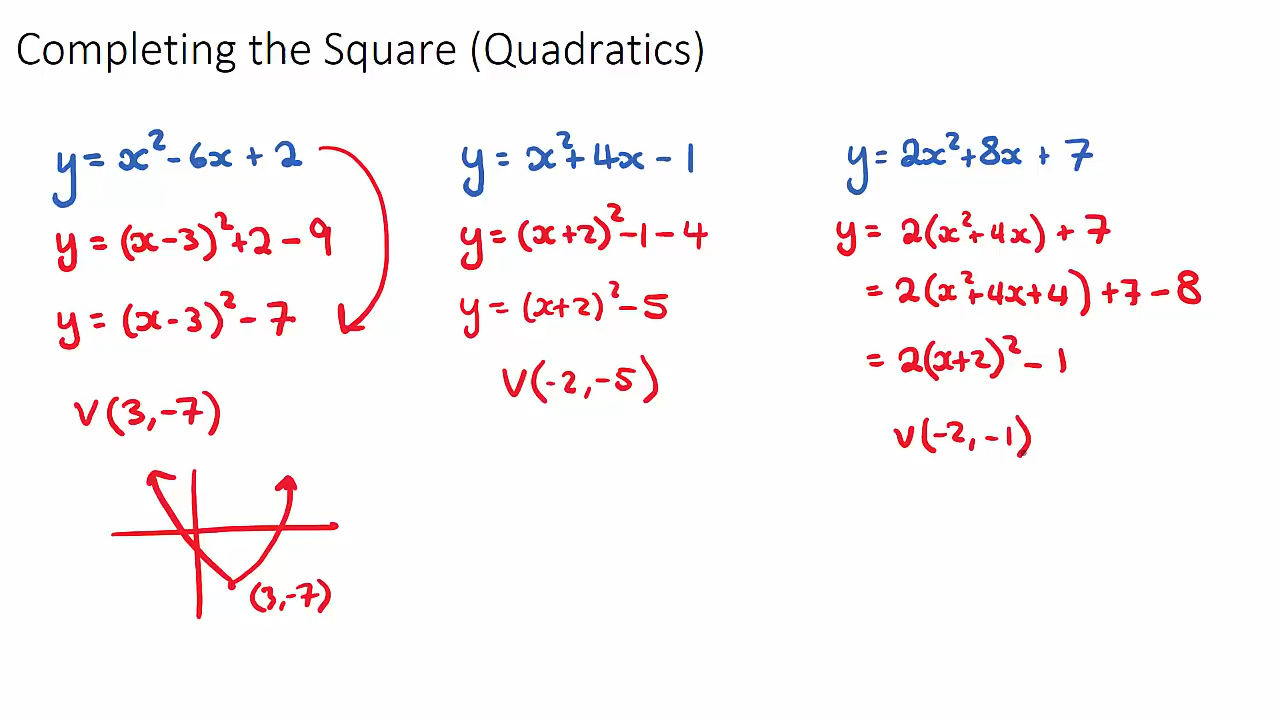 Completing the Square (Quadratics)
y = x² - 6x + 2
y = (x-3)² + 2 - 9
y = (x-3)² - 7
V(3,-7)
(3,-7)
y = x² + 4x - 1
y = (x+2)² - 1 - 4
y = (x+2)² - 5
V(-2,-5)
y = 2x² + 8x + 7
y = 2(x² + 4x) + 7
= 2(x² + 4x + 4) + 7 - 8
= 2(x+2)² - 1
V(-2,-1)